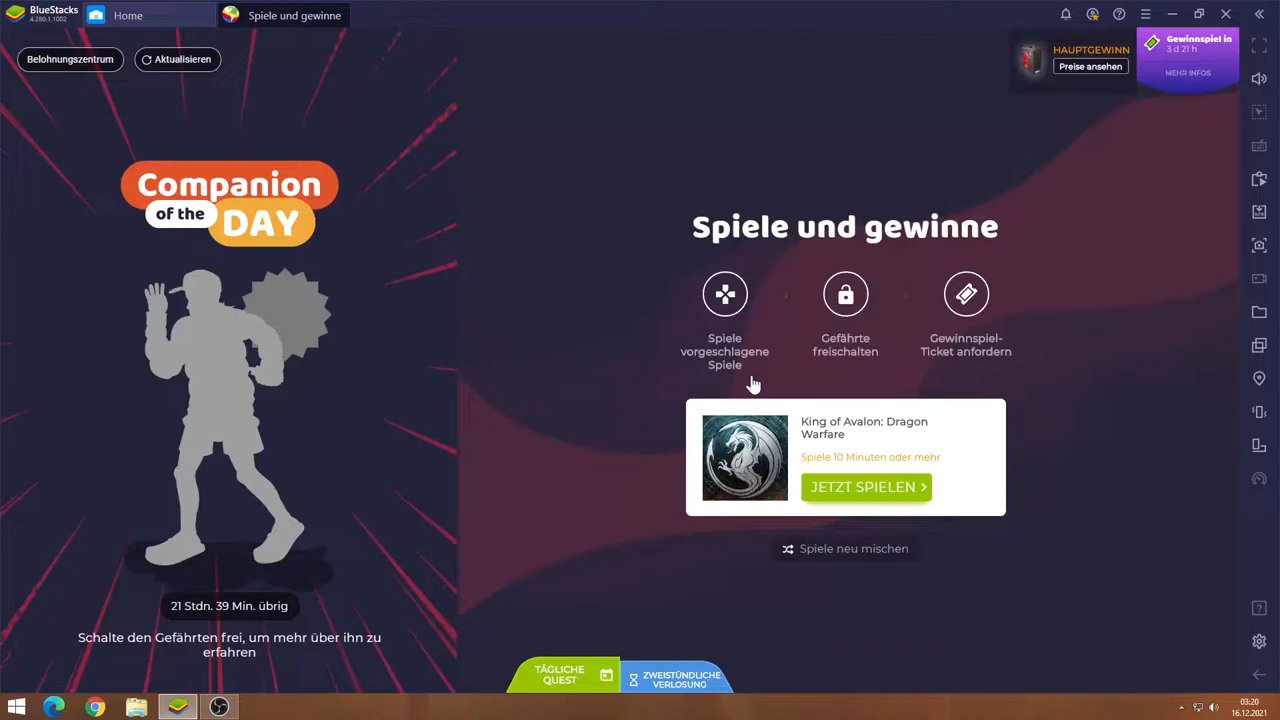 BlueStacks
4.280.1.1002
Home
Spiele und gewinne
Belohnungszentrum
Aktualisieren
HAUPTGEWINN
Preise ansehen
Gewinnspiel in
3 d 21 h
MEHR INFOS
Companion
of the DAY
Spiele und gewinne
Spiele
vorgeschlagene
Spiele
Gefährte
freischalten
Gewinnspiel-
Ticket anfordern
King of Avalon: Dragon
Warfare
Spiele 10 Minuten oder mehr
JETZT SPIELEN
Spiele neu mischen
21 Stdn. 39 Min. übrig
Schalte den Gefährten frei, um mehr über ihn zu
erfahren
TÄGLICHE
QUEST
ZWEISTÜNDLICHE
VERLOSUNG
03:20
16.12.2021